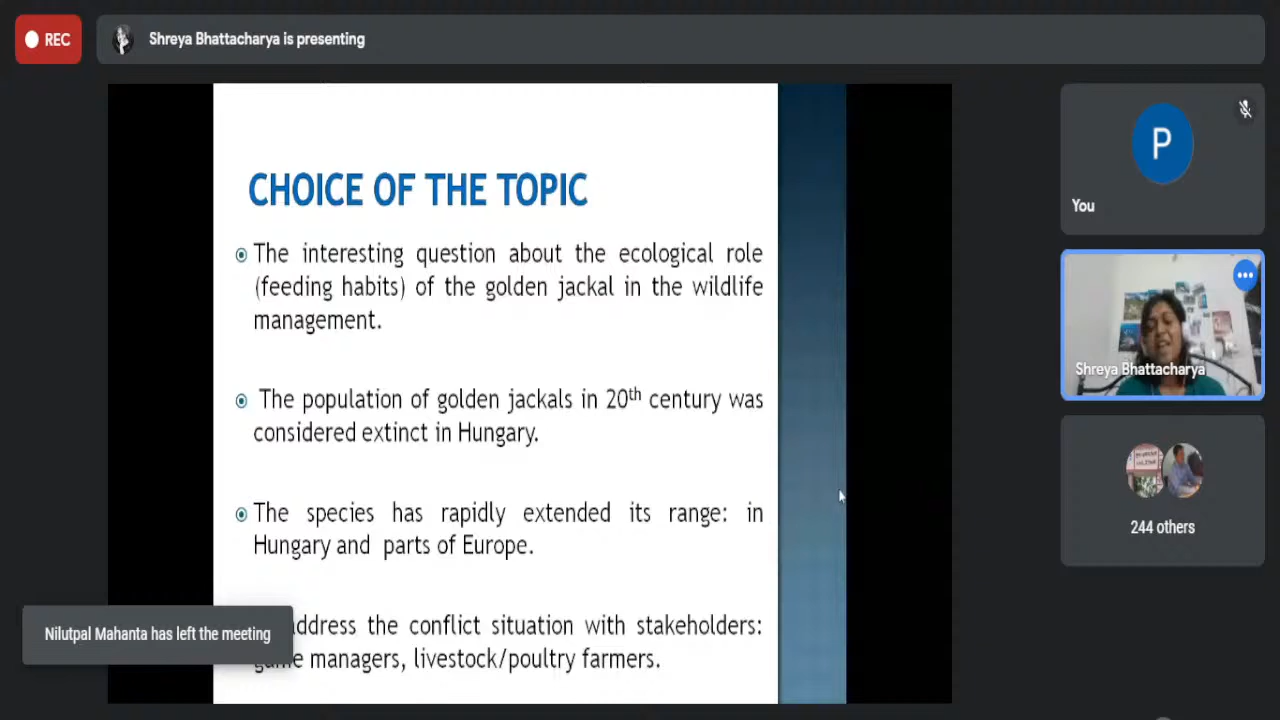 REC
Shreya Bhattacharya is presenting
CHOICE OF THE TOPIC
The interesting question about the ecological role
(feeding habits) of the golden jackal in the wildlife
management.
The population of golden jackals in 20th century was
considered extinct in Hungary.
The species has rapidly extended its range: in
Hungary and parts of Europe.
address the conflict situation with stakeholders:
game managers, livestock/poultry farmers.
Nilutpal Mahanta has left the meeting
P
You
Shreya Bhattacharya
244 others